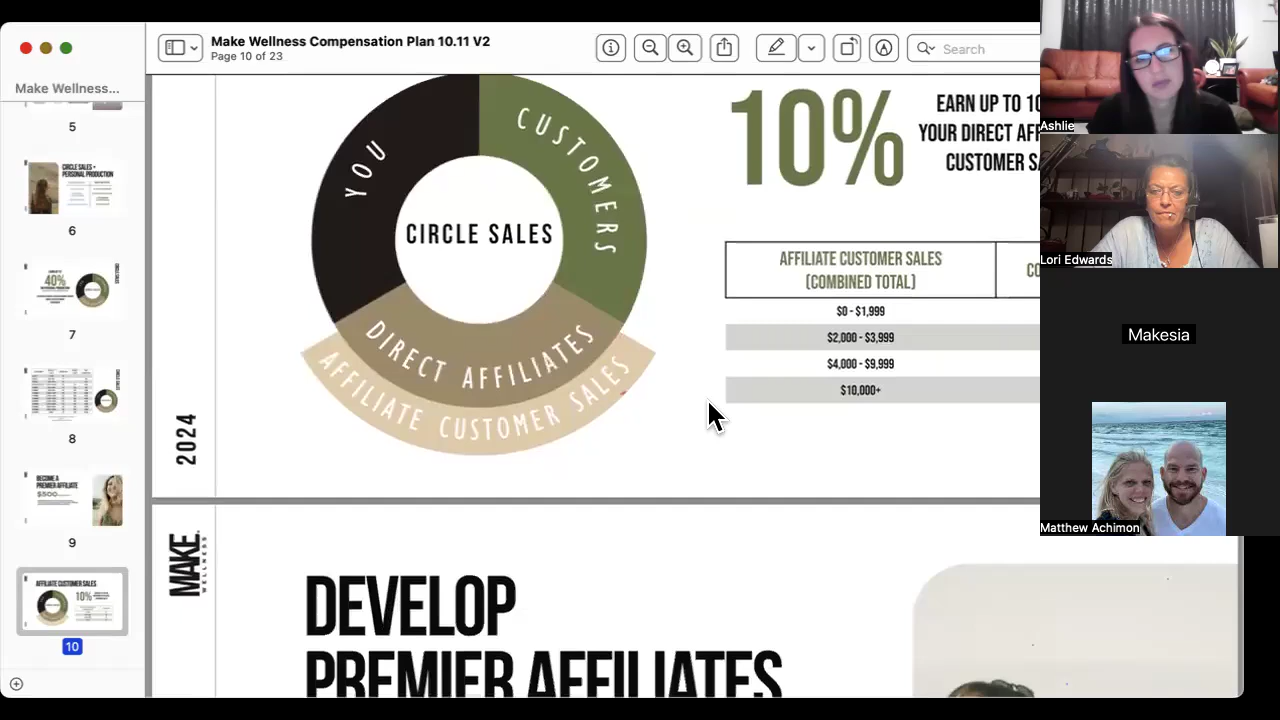 Make Wellness Compensation Plan 10.11 V2
Page 10 of 23
Search
Make Wellness...
5
CIRCLE SALES +
PERSONAL PRODUCTION
6
40%
7
8
BECOME A
PREMIER AFFILIATE
$500
9
AFFILIATE CUSTOMER SALES
10%
10
YOU
CUSTOMERS
CIRCLE SALES
DIRECT AFFILIATES
AFFILIATE CUSTOMER SALES
2024
10%
EARN UP TO 10
YOUR DIRECT AFF
CUSTOMER SA
AFFILIATE CUSTOMER SALES
(COMBINED TOTAL)
CO
$0 - $1,999
$2,000 - $3,999
$4,000 - $9,999
$10,000+
MAKE
WELLNESS
DEVELOP
PREMIER AFFILIATES
Ashlie
Lori Edwards
Makesia
Matthew Achimon